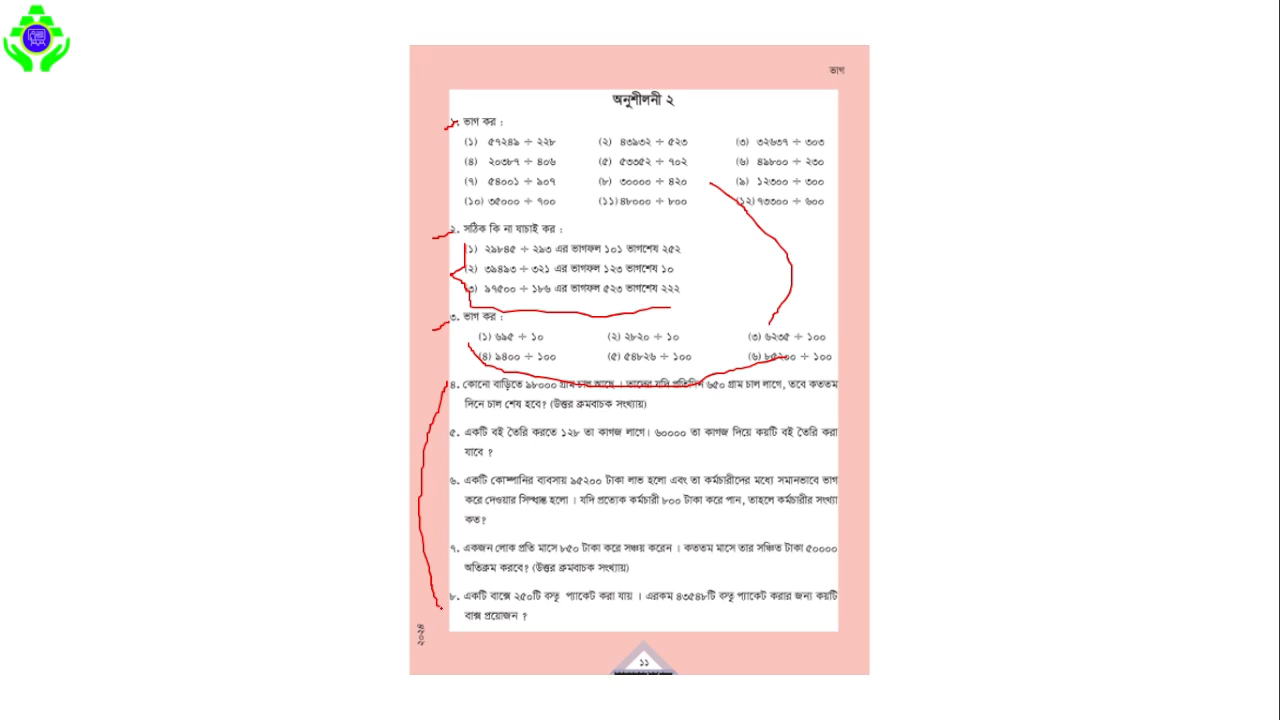 ভাগ
অনুশীলনী ২
১. ভাগ কর :
(১) ৫৭২৪৯ ÷ ২২৮ (২) ৪৩৯৩২ ÷ ৫২৩ (৩) ৩২৬৩৭ ÷ ৩০৩
(৪) ২০৩৮৭ ÷ ৪০৬ (৫) ৫৩৩৫২ ÷ ৭০২ (৬) ৪৯৮০০ ÷ ২৩০
(৭) ৫৪০০১ ÷ ৯০৭ (৮) ৩০০০০ ÷ ৪২০ (৯) ১২৩০০ ÷ ৩০০
(১০) ৩৫০০০ ÷ ৭০০ (১১) ৪৮০০০ ÷ ৮০০ (১২) ৭৩৩০০ ÷ ৬০০
২. সঠিক কি না যাচাই কর :
(১) ২৯৮৪৫ ÷ ২৯৩ এর ভাগফল ১০১ ভাগশেষ ২৫২
(২) ৩৯৪৯৩ ÷ ৩২১ এর ভাগফল ১২৩ ভাগশেষ ১০
(৩) ৯৭৫০০ ÷ ১৮৬ এর ভাগফল ৫২৩ ভাগশেষ ২২২
৩. ভাগ কর :
(১) ৬৯৫ ÷ ১০ (২) ২৮২০ ÷ ১০ (৩) ৬২৩৫ ÷ ১০০
(৪) ৯৪০০ ÷ ১০০ (৫) ৫৪৮২৬ ÷ ১০০ (৬) ৮৫২০০ ÷ ১০০
৪. কোনো বাড়িতে ৯৮০০০ গ্রাম চাল আছে । তাদের যদি প্রতিদিন ৬৫০ গ্রাম চাল লাগে, তবে কততম
দিনে চাল শেষ হবে? (উত্তর ক্রমবাচক সংখ্যায়)
৫. একটি বই তৈরি করতে ১২৮ তা কাগজ লাগে। ৬০০০০ তা কাগজ দিয়ে কয়টি বই তৈরি করা
যাবে ?
৬. একটি কোম্পানির ব্যবসায় ৯৫২০০ টাকা লাভ হলো এবং তা কর্মচারীদের মধ্যে সমানভাবে ভাগ
করে দেওয়ার সিদ্ধান্ত হলো । যদি প্রত্যেক কর্মচারী ৮০০ টাকা করে পান, তাহলে কর্মচারীর সংখ্যা
কত?
৭. একজন লোক প্রতি মাসে ৮৫০ টাকা করে সঞ্চয় করেন । কততম মাসে তার সঞ্চিত টাকা ৫০০০০
অতিক্রম করবে? (উত্তর ক্রমবাচক সংখ্যায়)
৮. একটি বাক্সে ২৫০টি বস্তু প্যাকেট করা যায় । এরকম ৪৩৫৪৮টি বস্তু প্যাকেট করার জন্য কয়টি
বাক্স প্রয়োজন ?
২০২৪
১১